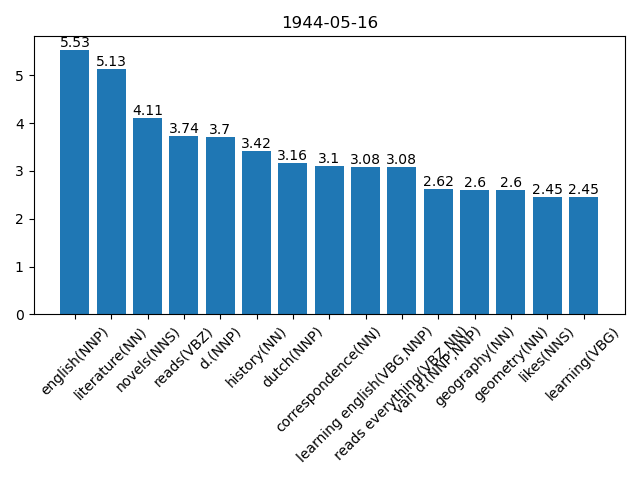 1944-05-16
5.53
5.13
4.11
3.74
3.7
3.42
3.16
3.1
3.08
3.08
2.62
2.6
2.6
2.45
2.45
5
4
3
2
1
0
english(NNP)
literature(NN)
novels(NNS)
reads(VBZ)
d.(NNP)
history(NN)
dutch(NNP)
correspondence(NN)
learning english(VBG,NNP)
reads everything(VBZ,NN)
van d.(NNP,NNP)
geography(NN)
geometry(NN)
likes(NNS)
learning(VBG)